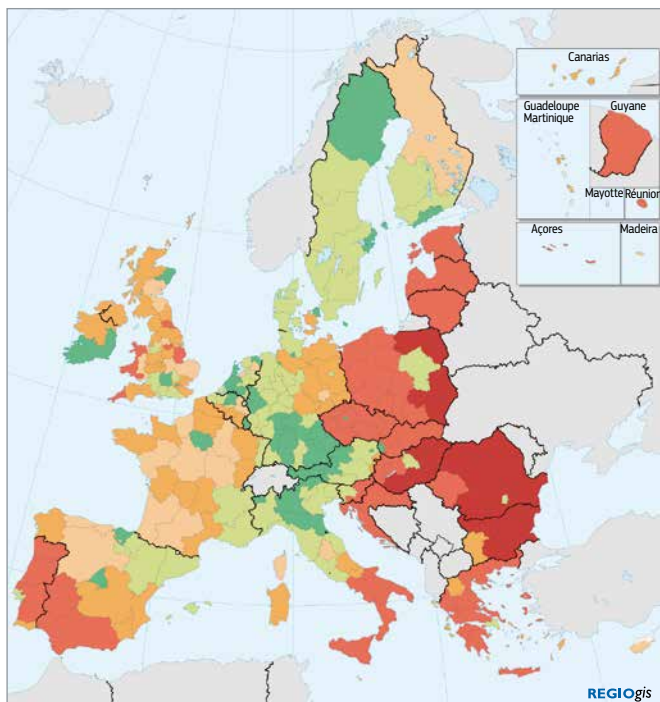 Canarias
Guadeloupe
Martinique
Guyane
Mayotte
Réunion
Açores
Madeira
REGIOgis